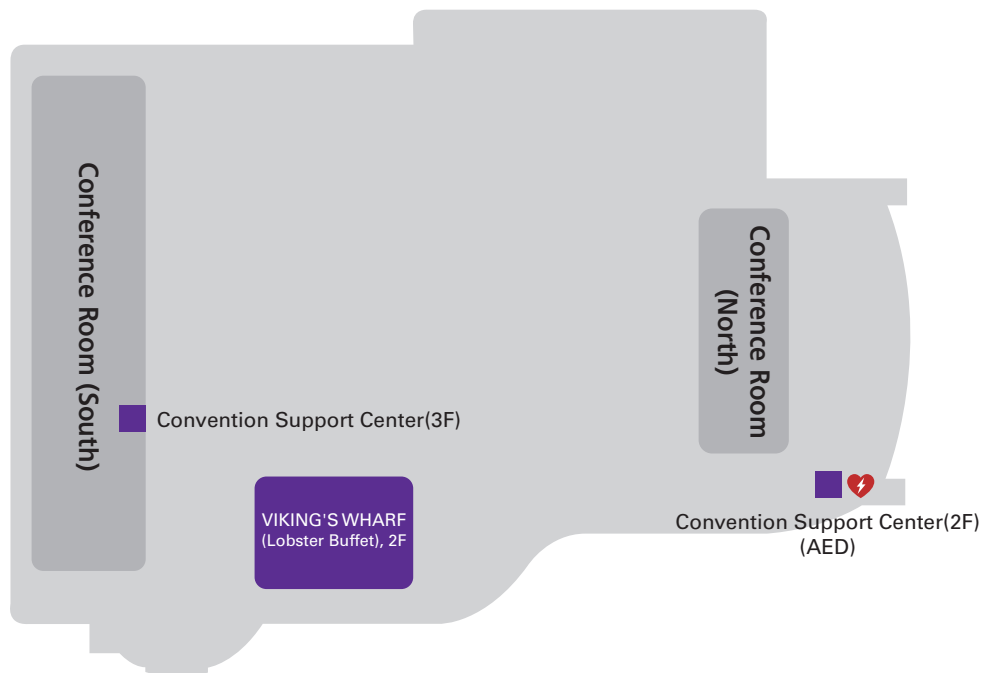 Conference Room (South)
Conference Room
(North)
Convention Support Center(3F)
VIKING'S WHARF
(Lobster Buffet), 2F
Convention Support Center(2F)
(AED)